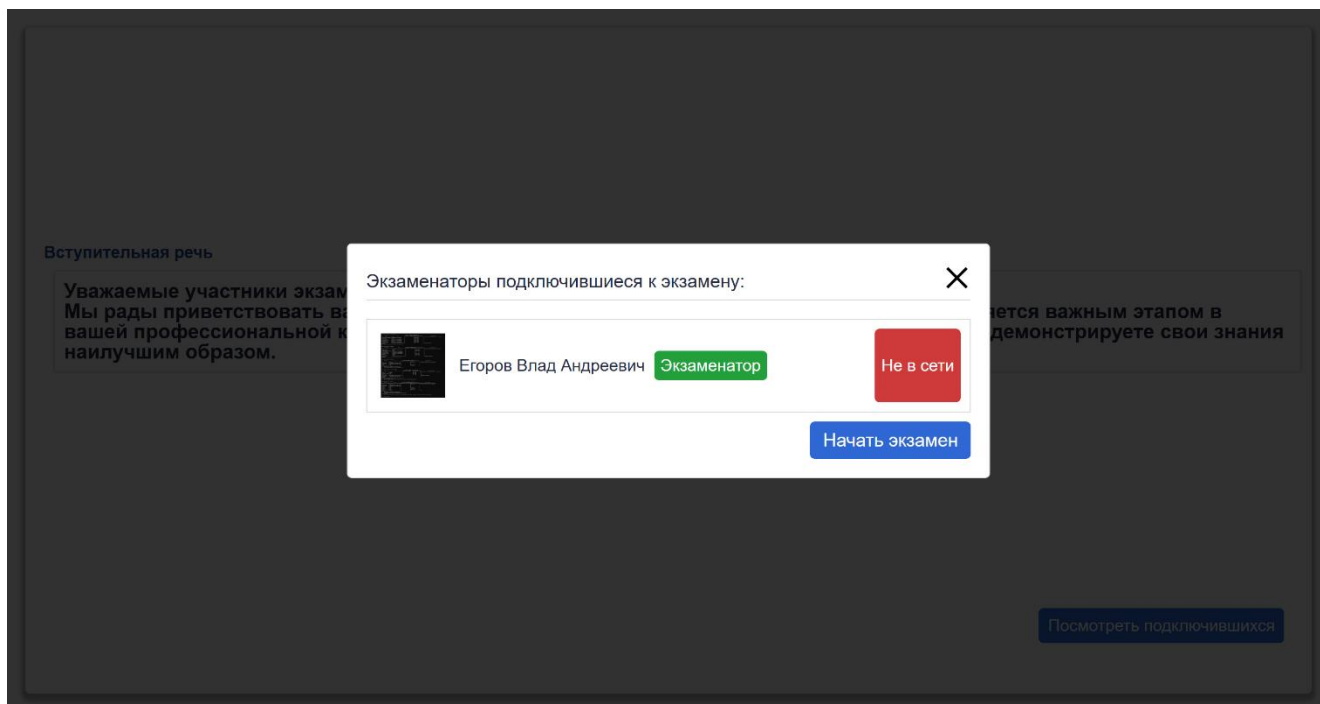 Вступительная речь
Экзаменаторы подключившиеся к экзамену:
Уважаемые участники экзам
Мы рады приветствовать ва
ется важным этапом в
вашей профессиональной к
демонстрируете свои знания
наилучшим образом.
Егоров Влад Андреевич Экзаменатор Не в сети
Начать экзамен
Посмотреть подключившихся